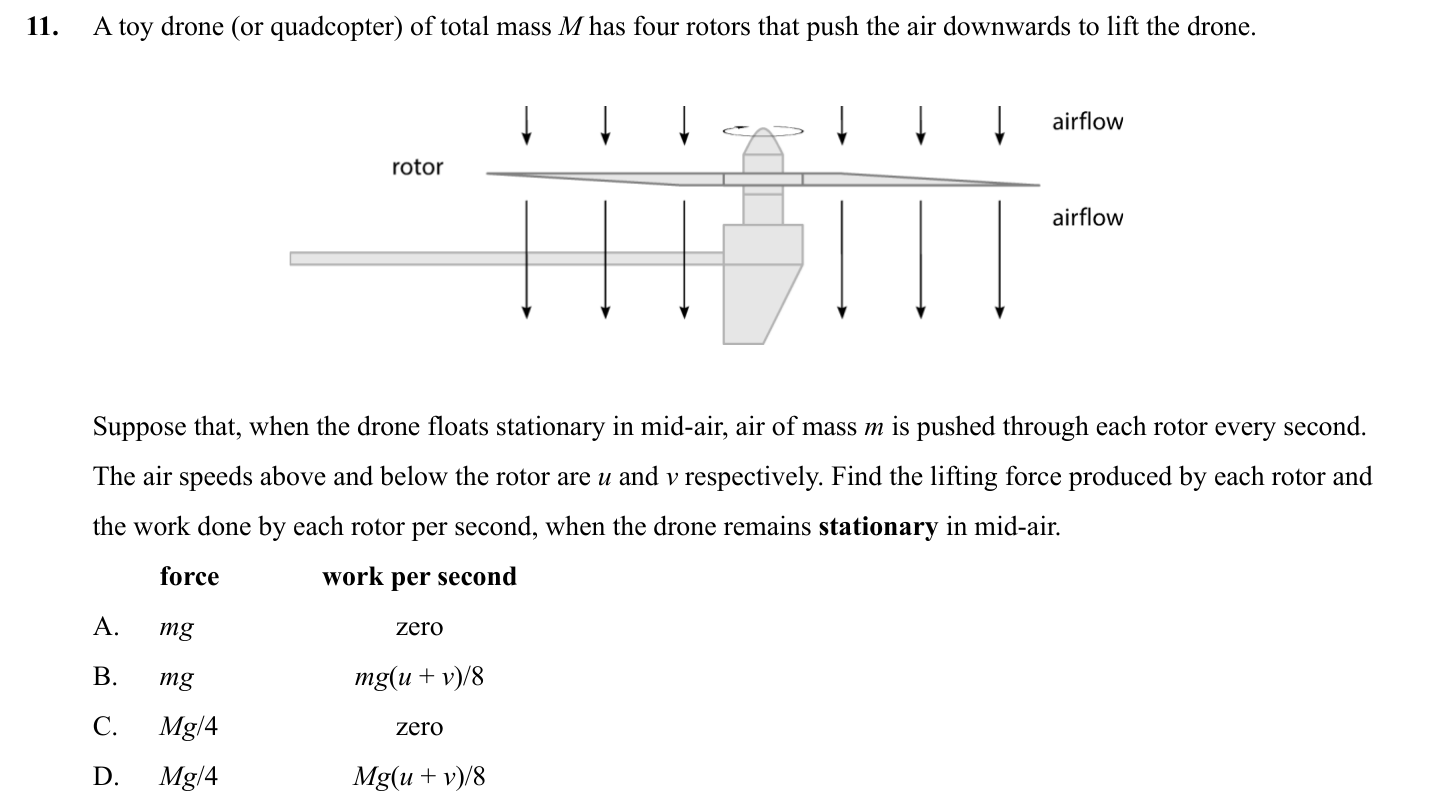 11. A toy drone (or quadcopter) of total mass M has four rotors that push the air downwards to lift the drone.
airflow
rotor
airflow
Suppose that, when the drone floats stationary in mid-air, air of mass m is pushed through each rotor every second.
The air speeds above and below the rotor are u and v respectively. Find the lifting force produced by each rotor and
the work done by each rotor per second, when the drone remains stationary in mid-air.
force work per second
A. mg zero
B. mg mg(u + v)/8
C. Mg/4 zero
D. Mg/4 Mg(u + v)/8